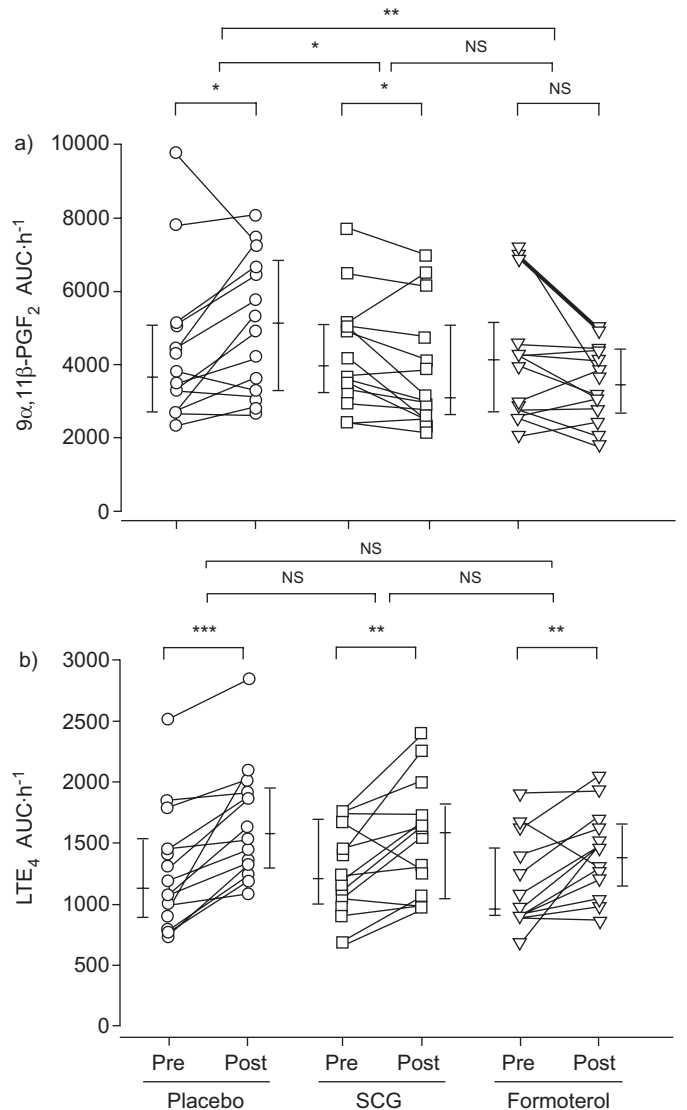 **
* NS
* * NS
a) 10000
8000
6000
4000
2000
0
9α,11β-PGF2 AUC·h-1
NS
NS NS
*** ** **
b) 3000
2500
2000
1500
1000
500
0
LTE4 AUC·h-1
Pre Post Pre Post Pre Post
Placebo SCG Formoterol